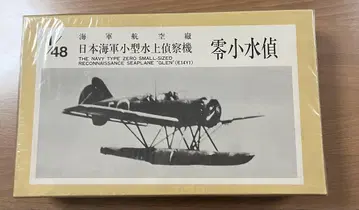 海軍航空廠
1/48
日本海軍小型水上偵察機
零小水偵
THE NAVY TYPE ZERO SMALL-SIZED
RECONNAISSANCE SEAPLANE "GLEN" (E14Y1)